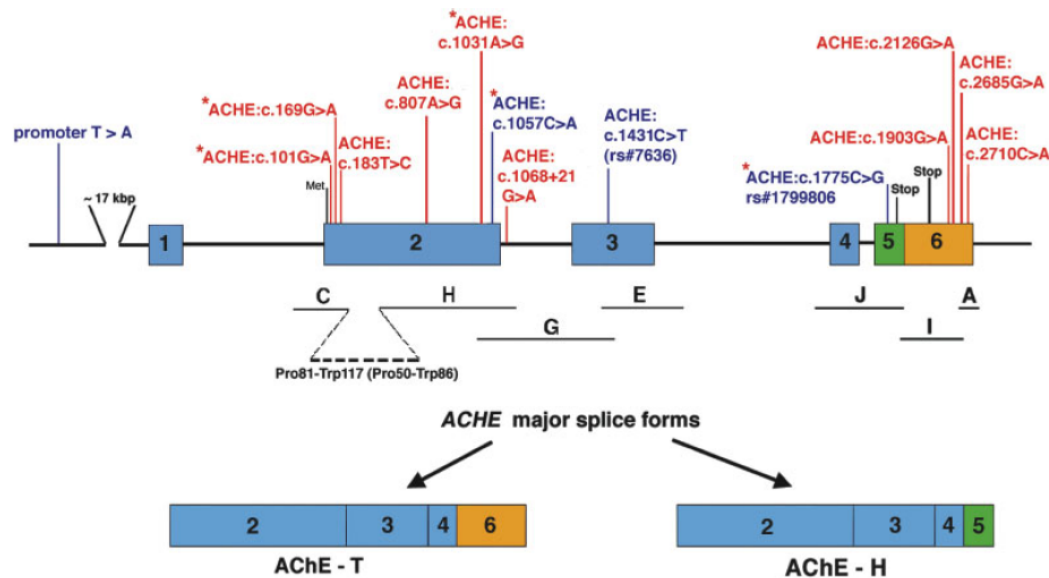 *ACHE:
c.1031A>G
ACHE:c.2126G>A
ACHE:
c.2685G>A
ACHE:
c.807A>G
*ACHE:c.169G>A
*ACHE:
c.1057C>A
ACHE:
c.1431C>T
(rs#7636)
promoter T > A
*ACHE:c.101G>A
ACHE:
c.183T>C
ACHE:
c.1068+21
G>A
ACHE:c.1903G>A
ACHE:
c.2710C>A
*ACHE:c.1775C>G
rs#1799806
Met
Stop
Stop
~ 17 kbp
1
2
3
4
5
6
C
H
E
J
A
G
I
Pro81-Trp117 (Pro50-Trp86)
ACHE major splice forms
2
3
4
6
2
3
4
5
AChE - T
AChE - H